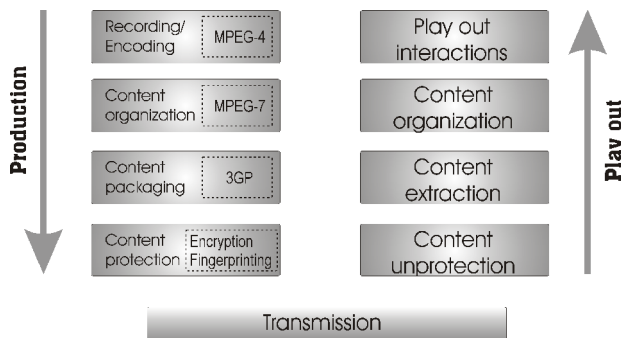 Production
Recording/
Encoding
MPEG-4
Content
organization
MPEG-7
Content
packaging
3GP
Content
protection
Encryption
Fingerprinting
Play out
interactions
Content
organization
Content
extraction
Content
unprotection
Play out
Transmission